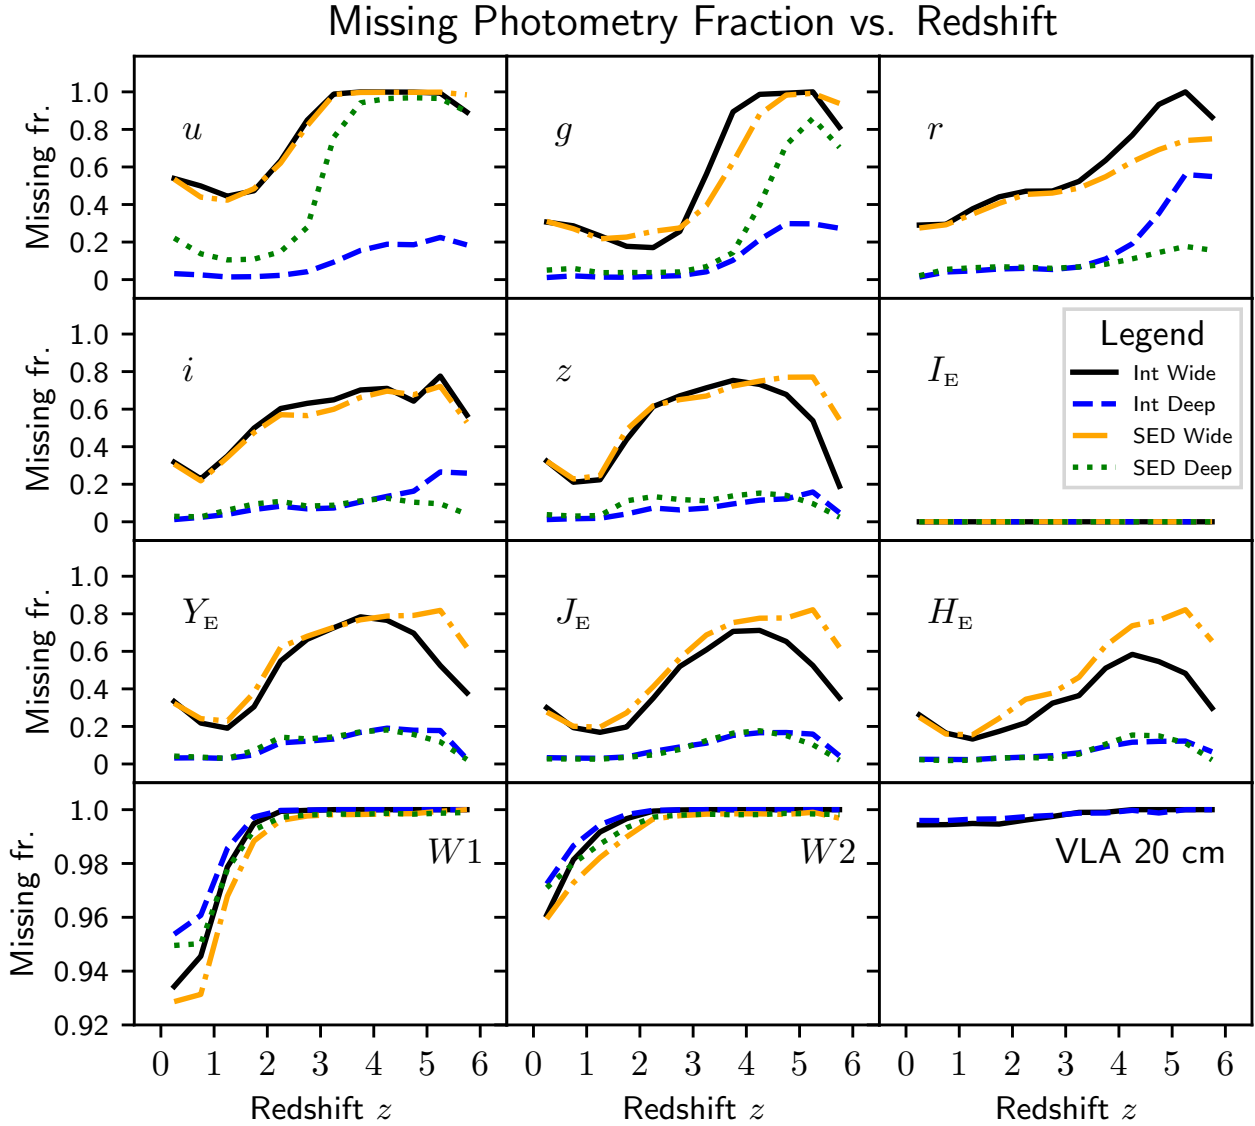 Missing Photometry Fraction vs. Redshift
Missing fr.
1.0
0.8
0.6
0.4
0.2
0
u
g
r
Missing fr.
1.0
0.8
0.6
0.4
0.2
0
i
z
I_E
Legend
Int Wide
Int Deep
SED Wide
SED Deep
Missing fr.
1.0
0.8
0.6
0.4
0.2
0
Y_E
J_E
H_E
Missing fr.
1.0
0.98
0.96
0.94
0.92
W1
W2
VLA 20 cm
0 1 2 3 4 5 6
0 1 2 3 4 5 6
0 1 2 3 4 5 6
Redshift z
Redshift z
Redshift z